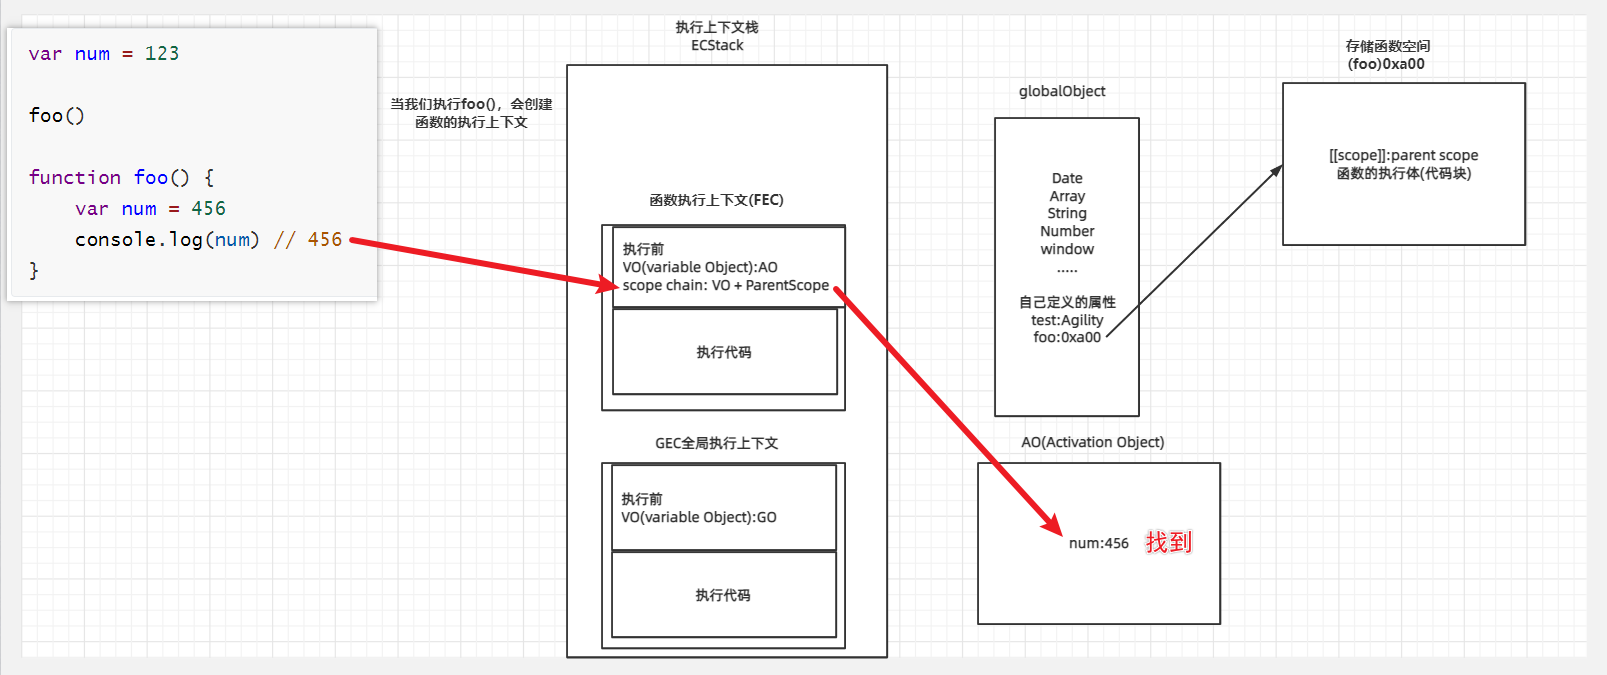 var num = 123
foo()
function foo() {
var num = 456
console.log(num) // 456
}
当我们执行foo()，会创建
函数的执行上下文
执行上下文栈
ECStack
函数执行上下文(FEC)
执行前
VO(variable Object):AO
scope chain: VO + ParentScope
执行代码
GEC全局执行上下文
执行前
VO(variable Object):GO
执行代码
globalObject
Date
Array
String
Number
window
.....
自己定义的属性
test:Agility
foo:0xa00
AO(Activation Object)
num:456
找到
存储函数空间
(foo)0xa00
[[scope]]:parent scope
函数的执行体(代码块)